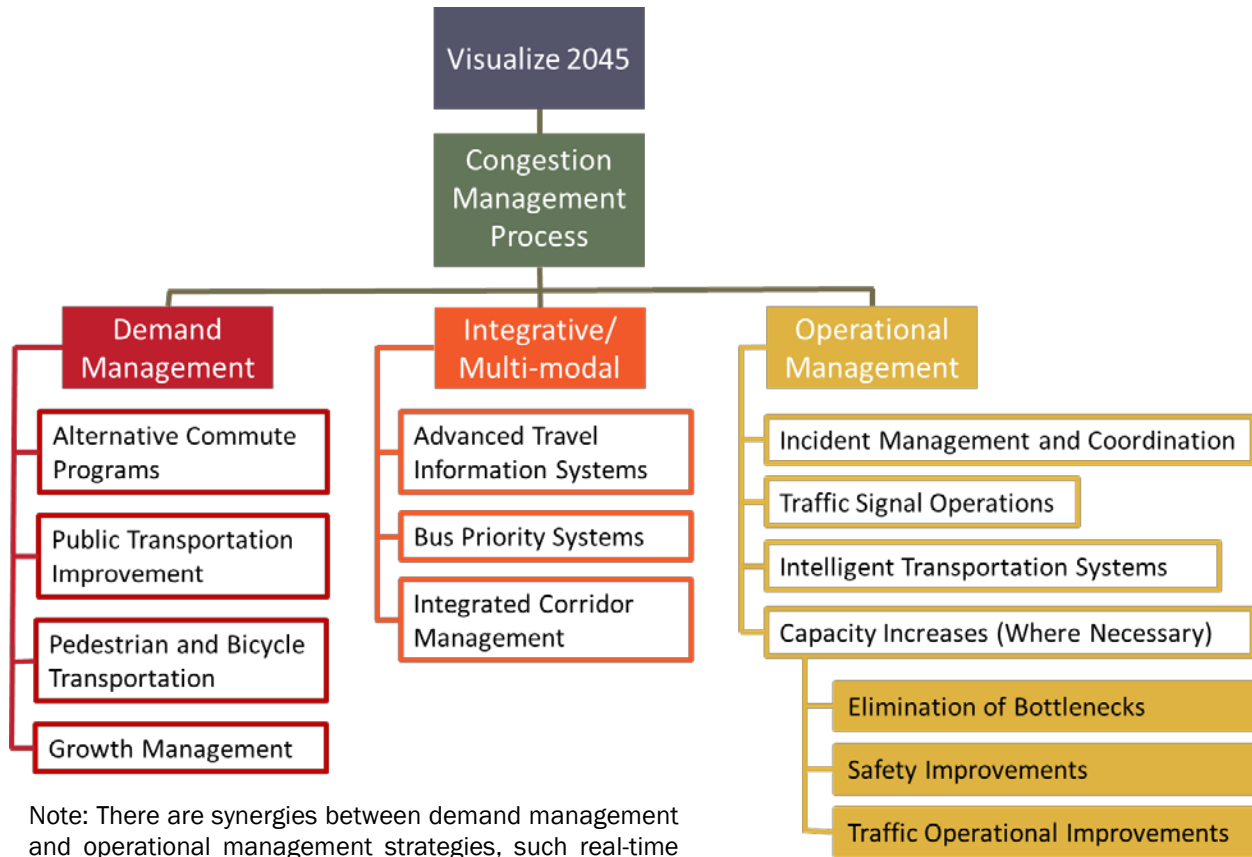 Visualize 2045
Congestion
Management
Process
Demand
Management
Alternative Commute
Programs
Public Transportation
Improvement
Pedestrian and Bicycle
Transportation
Growth Management
Integrative/
Multi-modal
Advanced Travel
Information Systems
Bus Priority Systems
Integrated Corridor
Management
Operational
Management
Incident Management and Coordination
Traffic Signal Operations
Intelligent Transportation Systems
Capacity Increases (Where Necessary)
Elimination of Bottlenecks
Safety Improvements
Traffic Operational Improvements
Note: There are synergies between demand management
and operational management strategies, such real-time